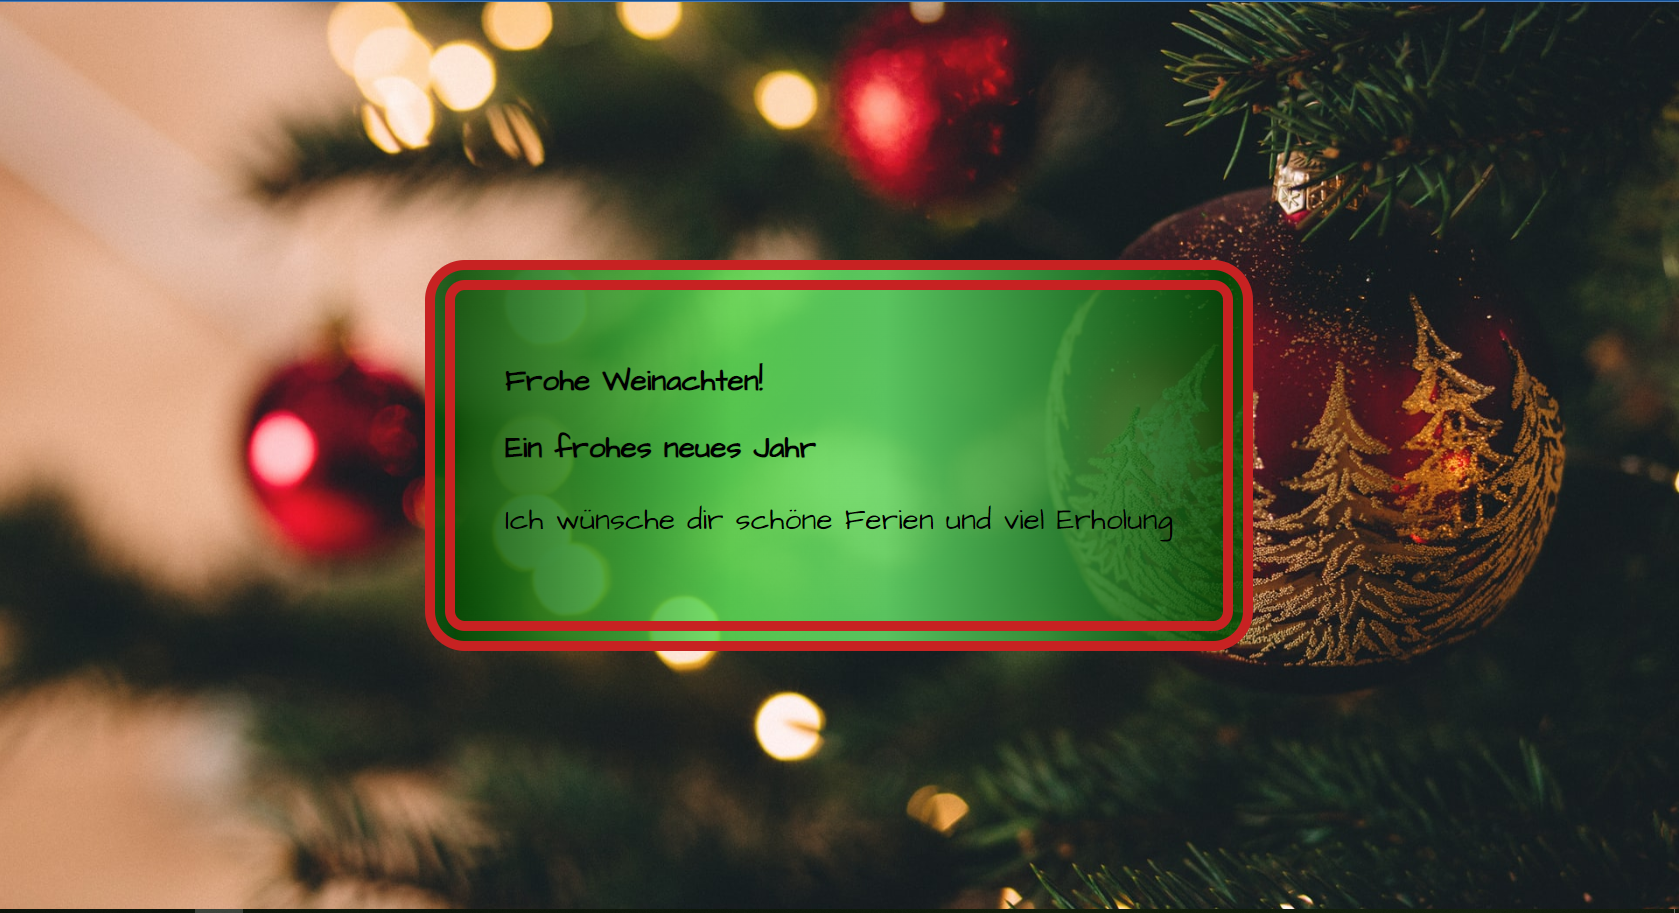 Frohe Weinachten!
Ein frohes neues Jahr
Ich wünsche dir schöne Ferien und viel Erholung